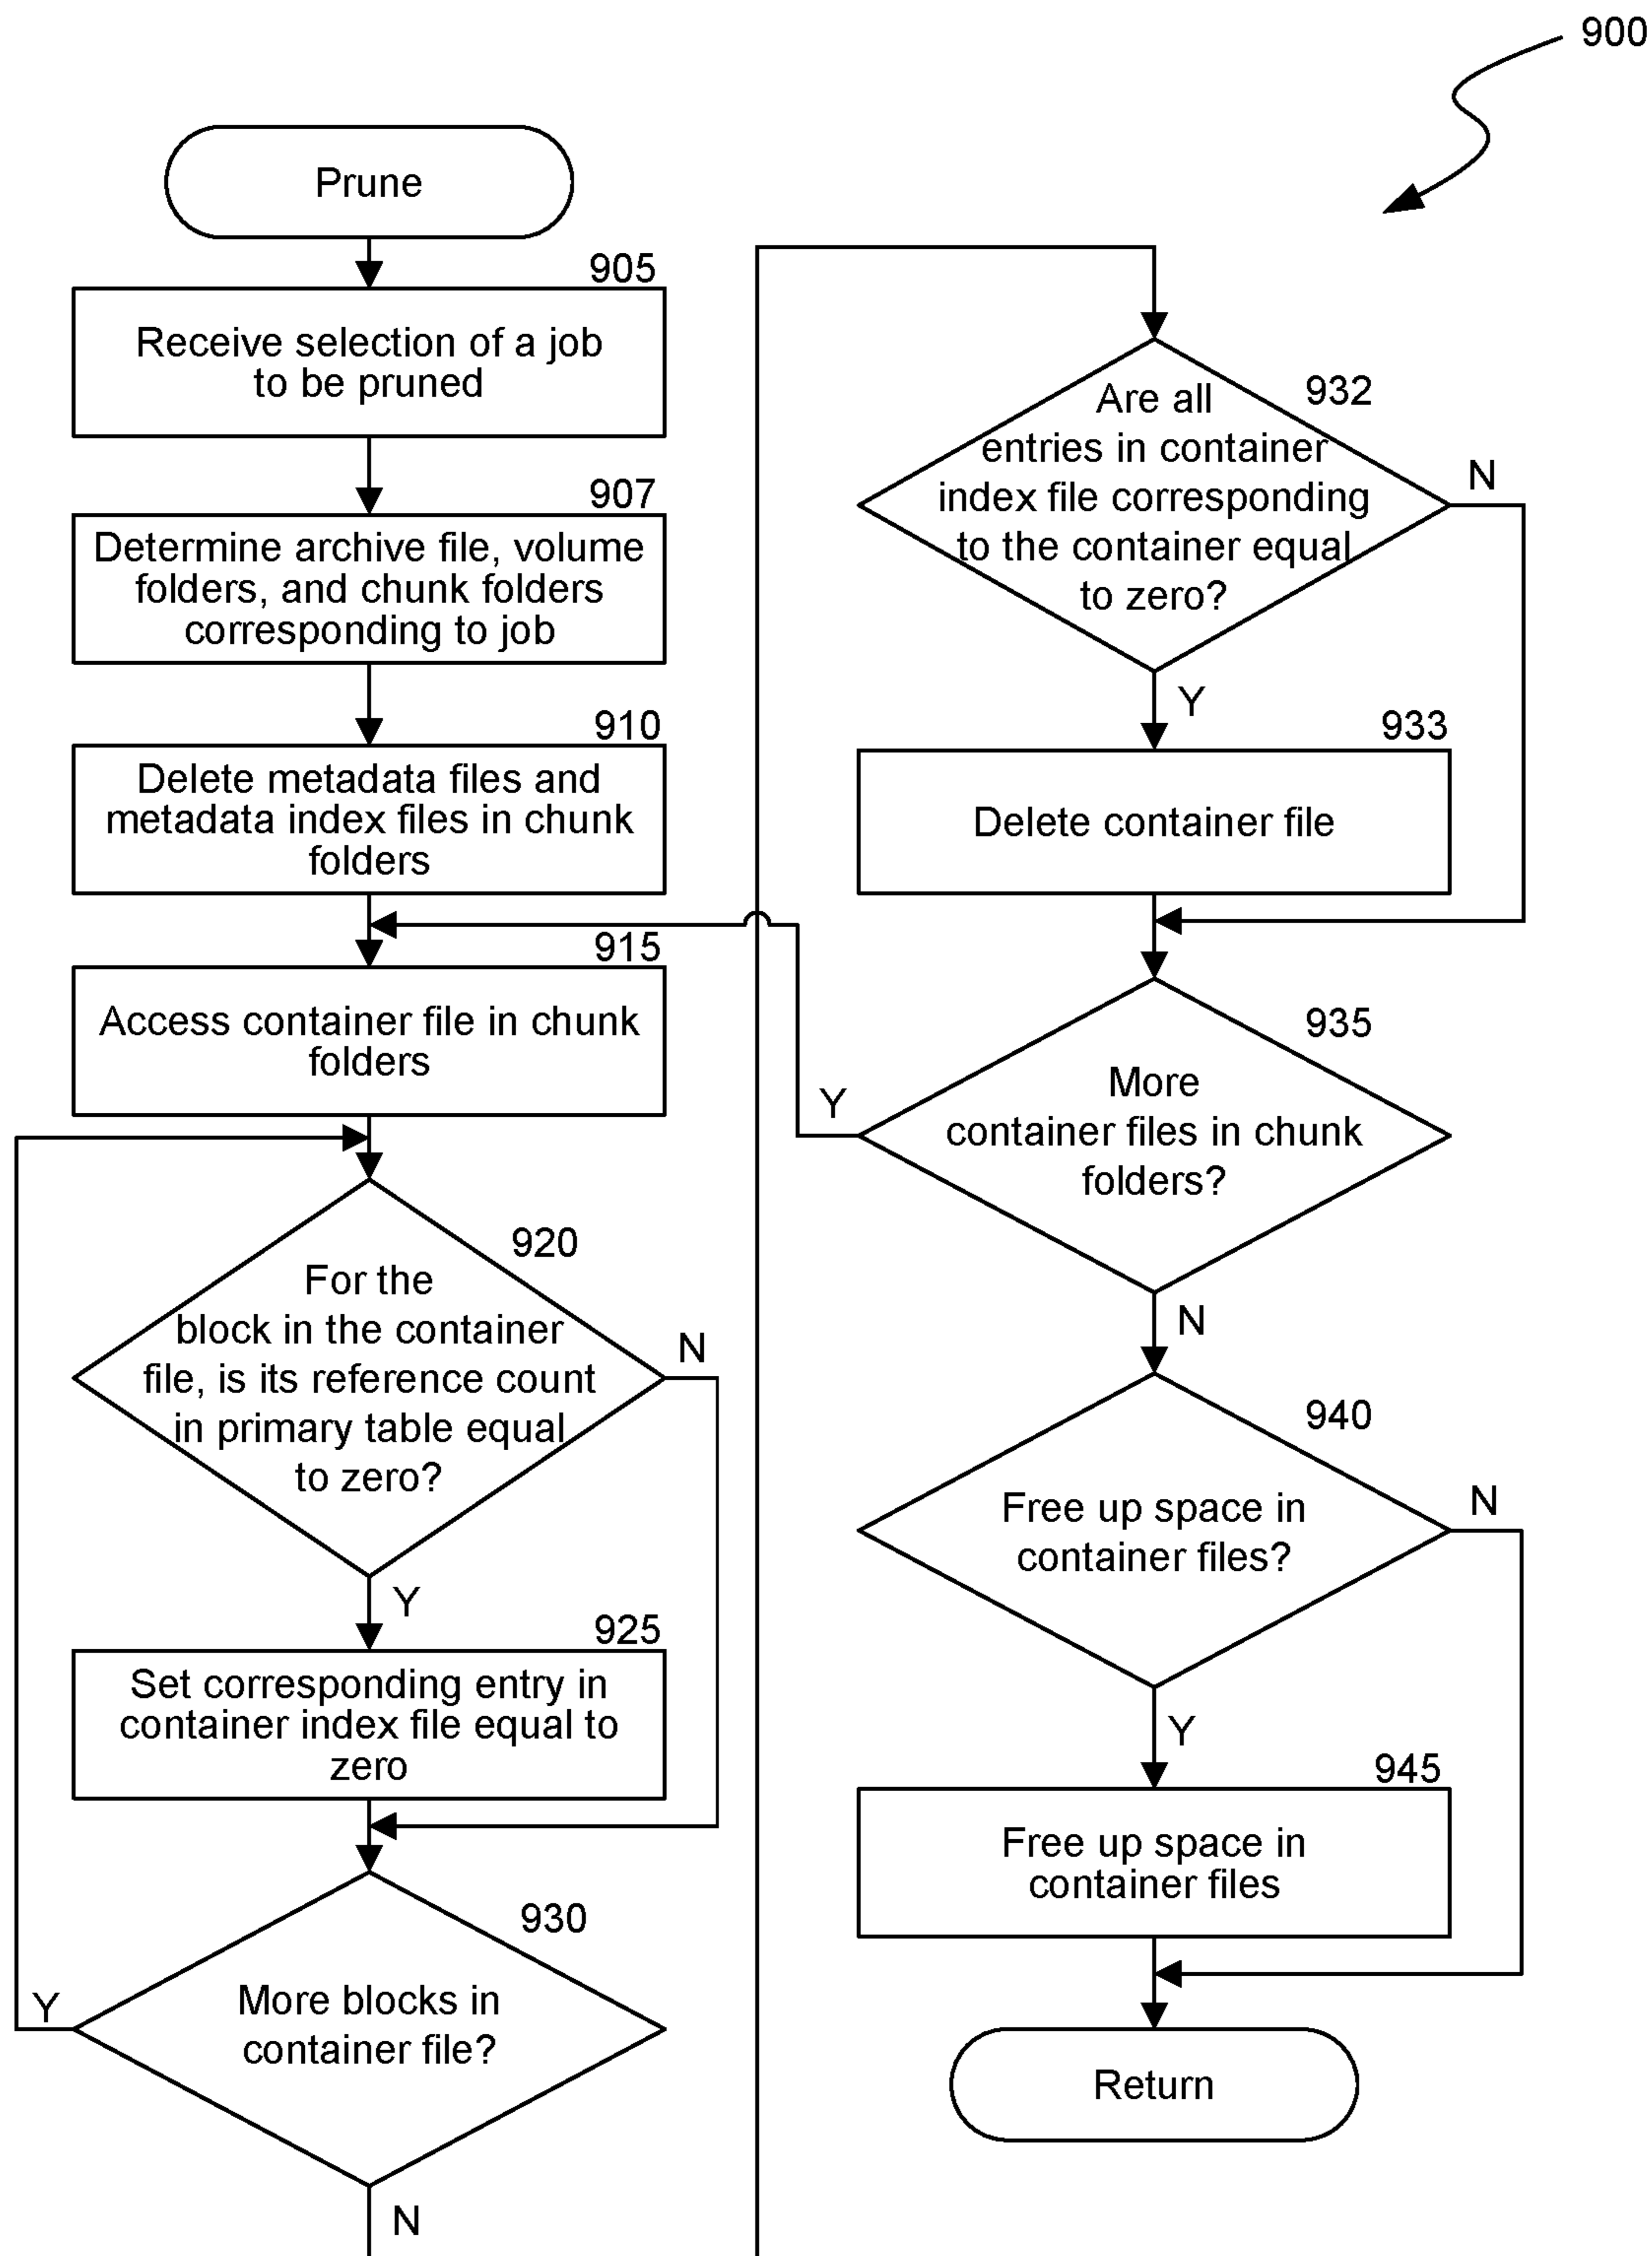 900
Prune
905
Receive selection of a job
to be pruned
907
Determine archive file, volume
folders, and chunk folders
corresponding to job
910
Delete metadata files and
metadata index files in chunk
folders
915
Access container file in chunk
folders
920
For the
block in the container
file, is its reference count
in primary table equal
to zero?
N
Y
925
Set corresponding entry in
container index file equal to
zero
930
More blocks in
container file?
Y
N
932
Are all
entries in container
index file corresponding
to the container equal
to zero?
N
Y
933
Delete container file
935
More
container files in chunk
folders?
Y
N
940
Free up space in
container files?
N
Y
945
Free up space in
container files
Return